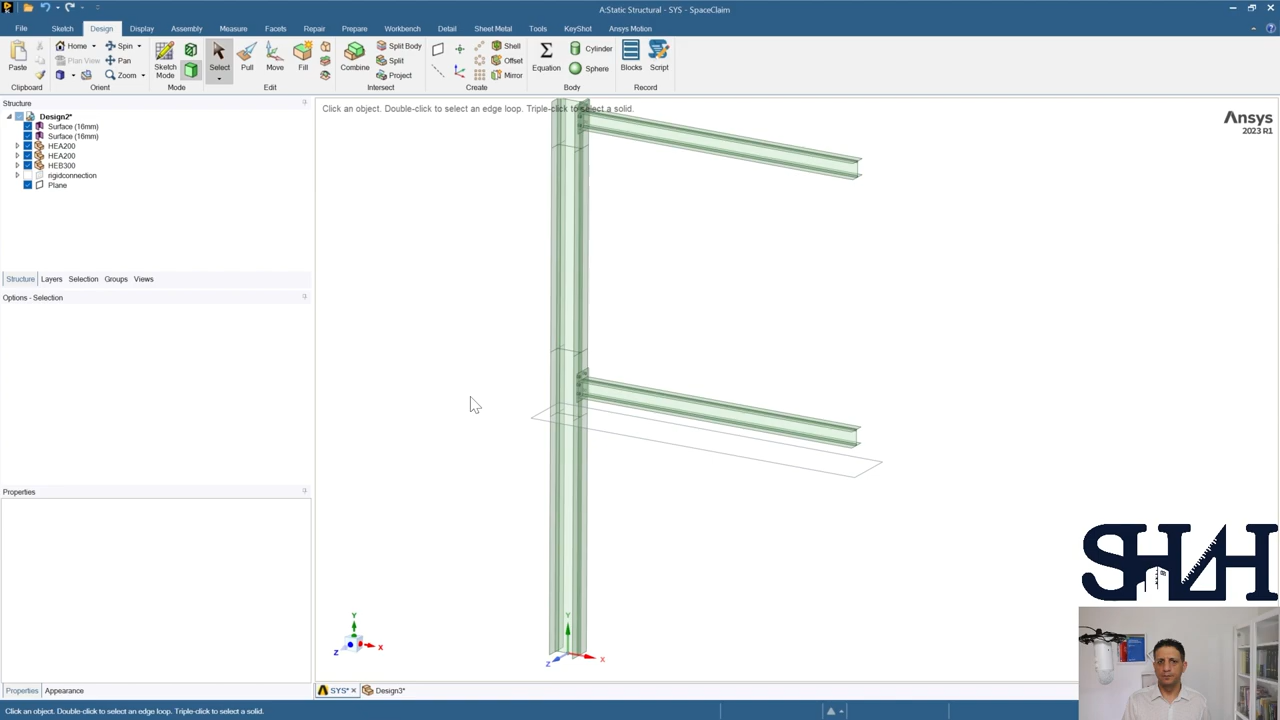 A:Static Structural - SYS - SpaceClaim
File Sketch Design Display Assembly Measure Facets Repair Prepare Workbench Detail Sheet Metal Tools KeyShot Ansys Motion
Home Spin Split Body Shell Cylinder
Plan View Pan Split Offset Sphere
Zoom Project Mirror
Paste Sketch Mode Select Pull Move Fill Combine Equation Blocks Script
Clipboard Orient Mode Edit Intersect Create Body Record
Structure
Design2*
Surface (16mm)
Surface (16mm)
HEA200
HEA200
HEB300
rigidconnection
Plane
Structure Layers Selection Groups Views
Options - Selection
Properties
Properties Appearance
Click an object. Double-click to select an edge loop. Triple-click to select a solid.
Ansys
2023 R1
Y
Z
X
Y
Z
X
SYS* Design3*
SHZH
Click an object. Double-click to select an edge loop. Triple-click to select a solid.